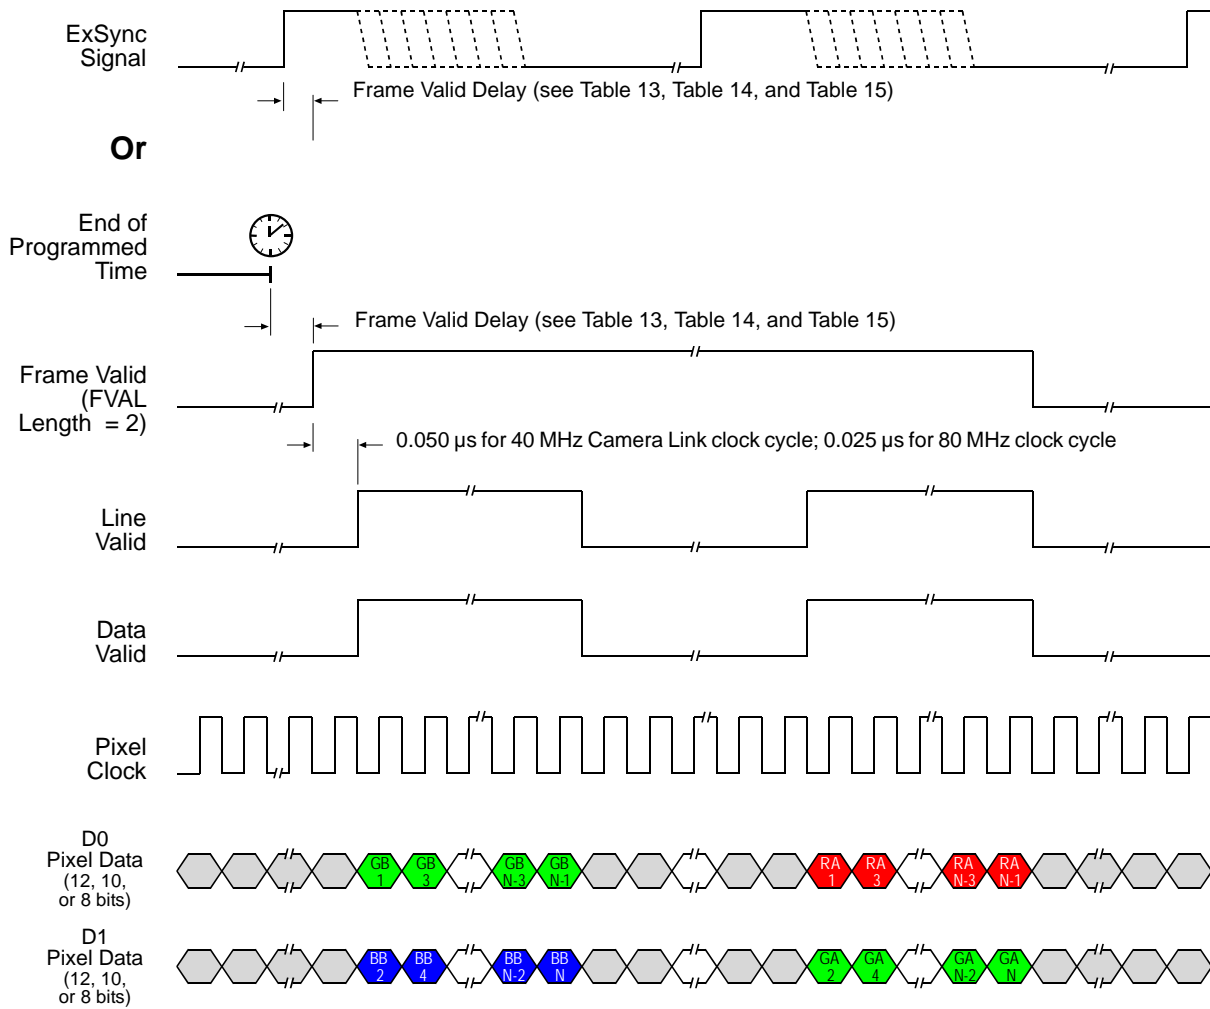 ExSync
Signal
Frame Valid Delay (see Table 13, Table 14, and Table 15)
Or
End of
Programmed
Time
Frame Valid Delay (see Table 13, Table 14, and Table 15)
Frame Valid
(FVAL
Length = 2)
0.050 µs for 40 MHz Camera Link clock cycle; 0.025 µs for 80 MHz clock cycle
Line
Valid
Data
Valid
Pixel
Clock
D0
Pixel Data
(12, 10,
or 8 bits)
GB GB GB GB RA RA RA RA
1 3 N-3 N-1 1 3 N-3 N-1
D1
Pixel Data
(12, 10,
or 8 bits)
BB BB BB BB GA GA GA GA
2 4 N-2 N 2 4 N-2 N